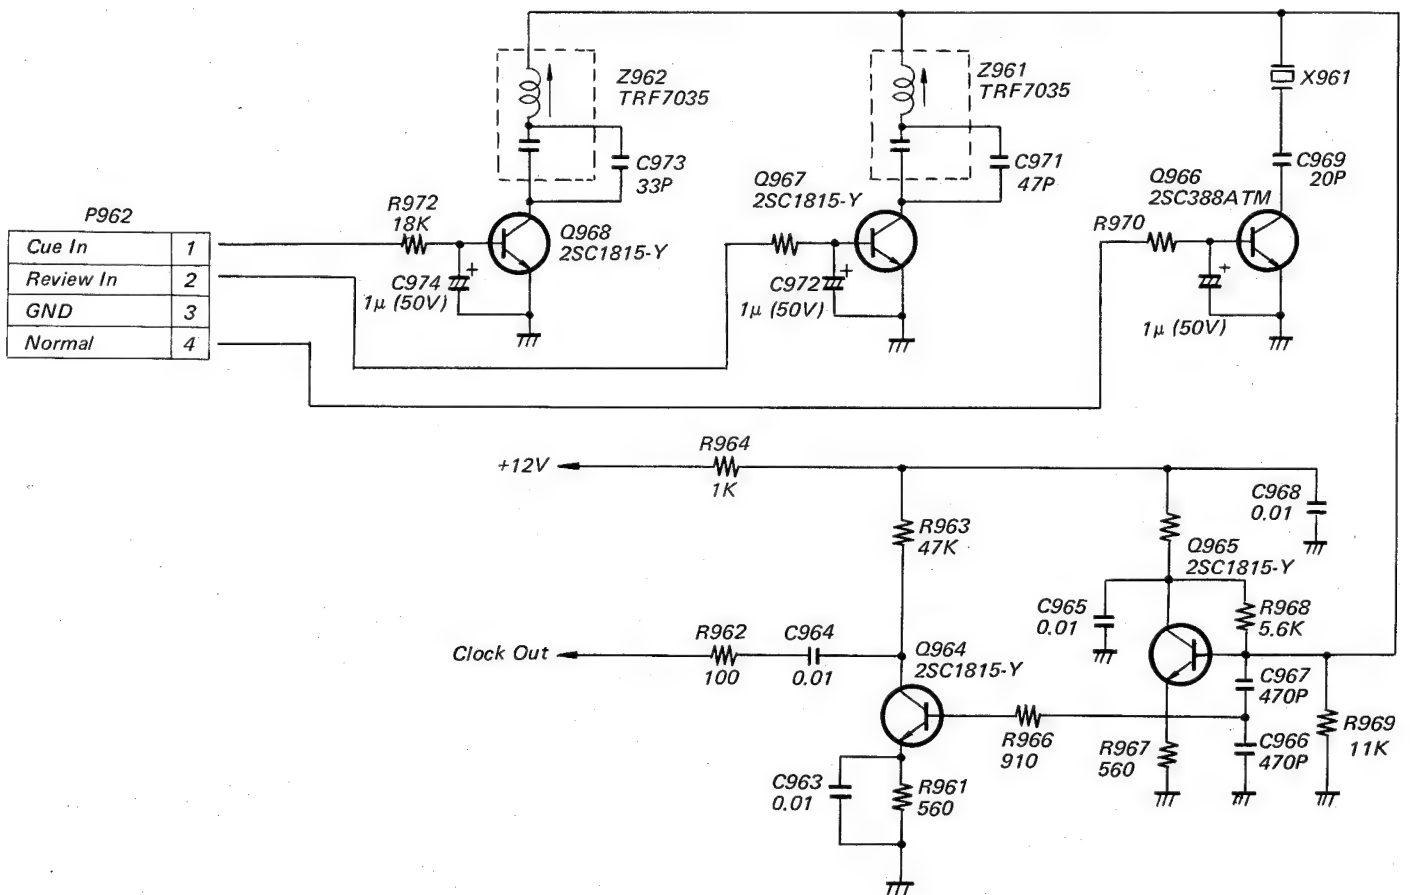 Z962
TRF7035
Z961
TRF7035
X961
C973
33P
C971
47P
C969
20P
Q967
2SC1815-Y
Q966
2SC388ATM
R972
18K
R970
P962
Cue In 1
Review In 2
GND 3
Normal 4
Q968
2SC1815-Y
+
C974
1μ (50V)
+
C972
1μ (50V)
+
1μ (50V)
R964
+12V
1K
C968
0.01
R963
47K
Q965
2SC1815-Y
C965
0.01
R968
5.6K
R962
C964
Clock Out
100
0.01
Q964
2SC1815-Y
C967
470P
R969
11K
R966
910
R967
560
C966
470P
C963
0.01
R961
560